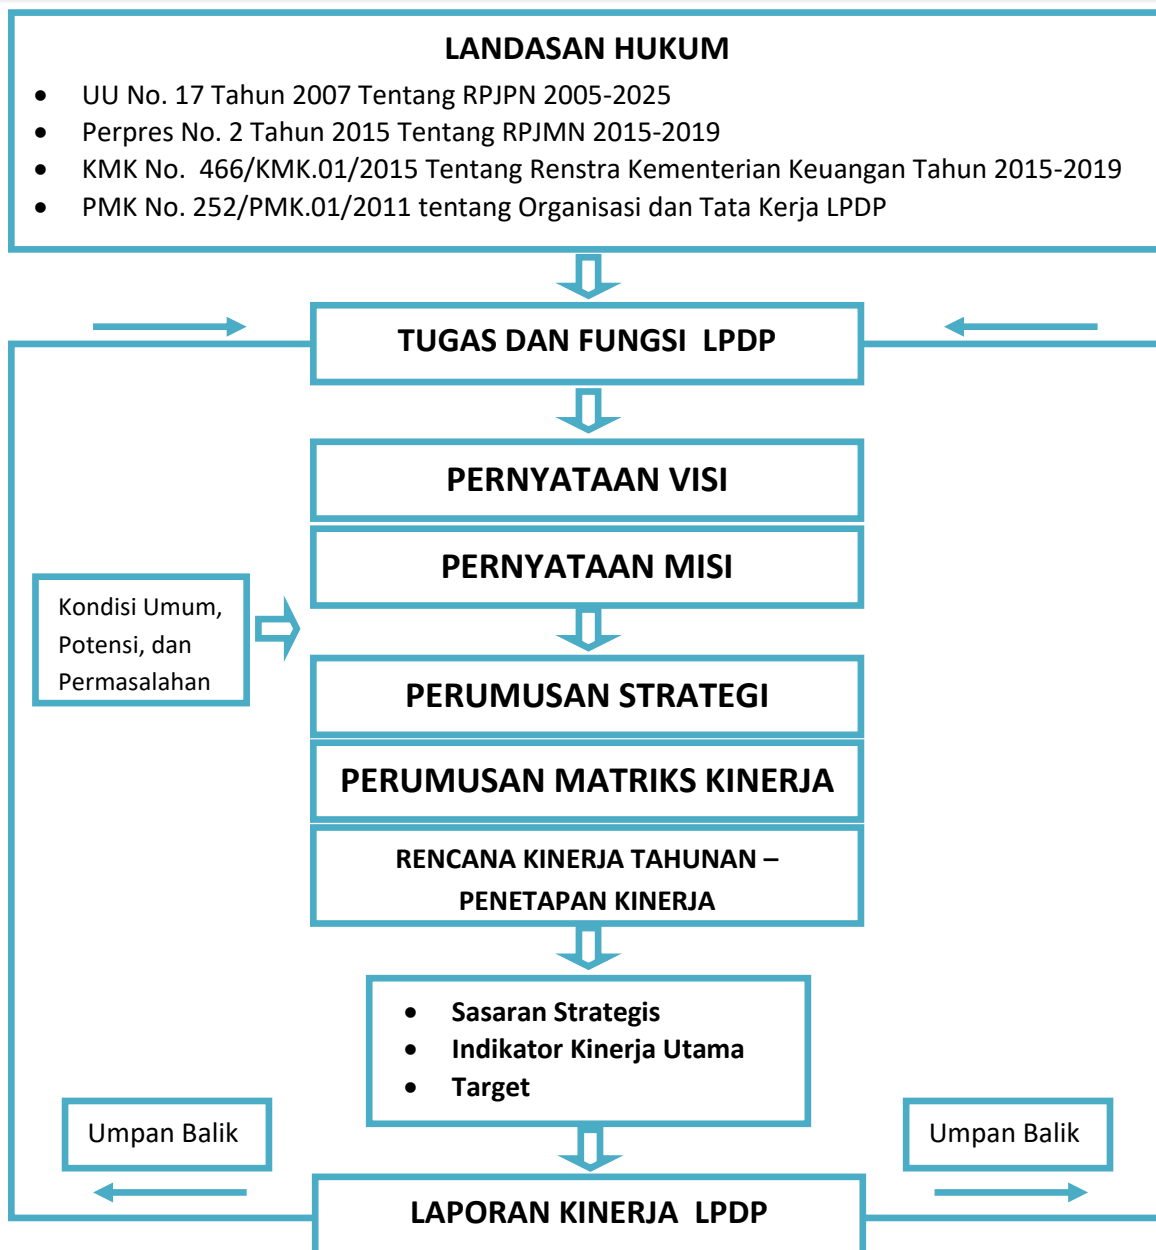 LANDASAN HUKUM
• UU No. 17 Tahun 2007 Tentang RPJPN 2005-2025
• Perpres No. 2 Tahun 2015 Tentang RPJMN 2015-2019
• KMK No. 466/KMK.01/2015 Tentang Renstra Kementerian Keuangan Tahun 2015-2019
• PMK No. 252/PMK.01/2011 tentang Organisasi dan Tata Kerja LPDP
TUGAS DAN FUNGSI LPDP
PERNYATAAN VISI
PERNYATAAN MISI
Kondisi Umum,
Potensi, dan
Permasalahan
PERUMUSAN STRATEGI
PERUMUSAN MATRIKS KINERJA
RENCANA KINERJA TAHUNAN –
PENETAPAN KINERJA
• Sasaran Strategis
• Indikator Kinerja Utama
• Target
Umpan Balik
Umpan Balik
LAPORAN KINERJA LPDP